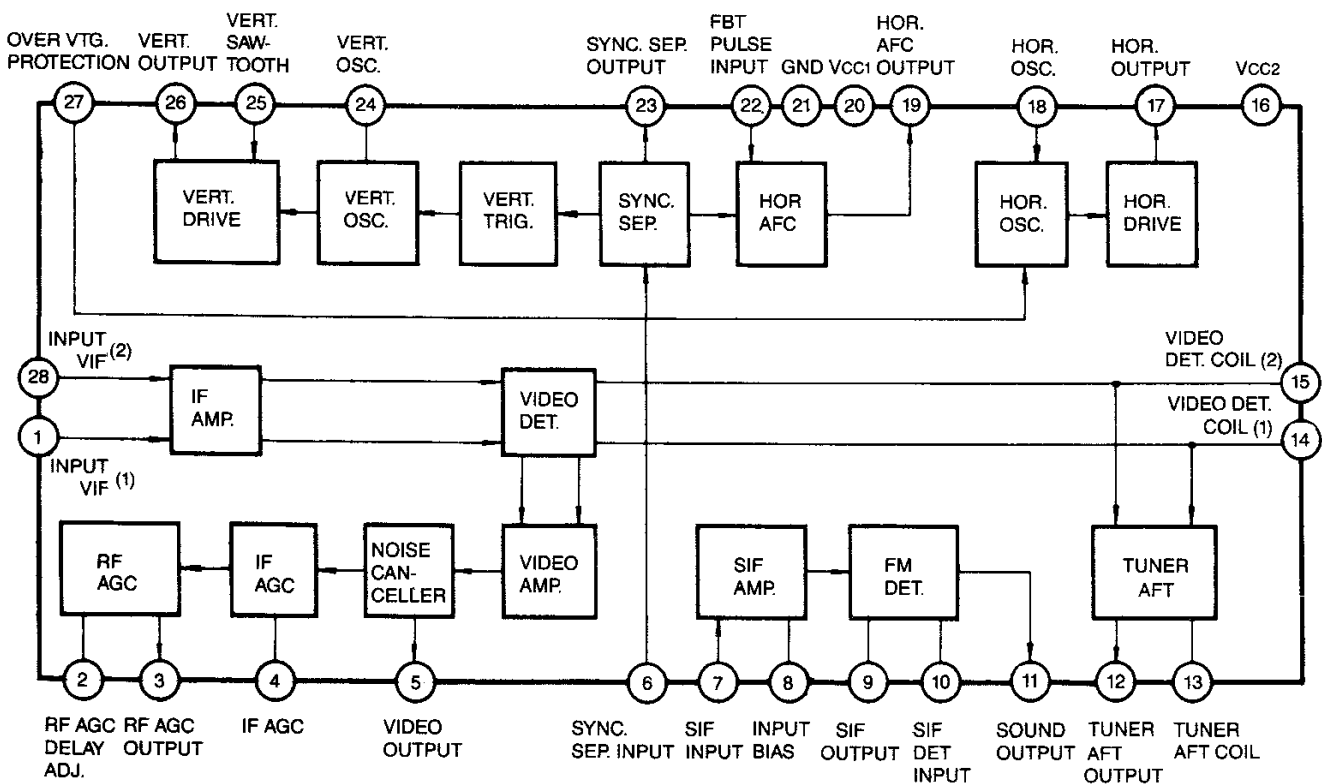 OVER VTG.
PROTECTION
VERT.
OUTPUT
VERT.
SAW-
TOOTH
VERT.
OSC.
SYNC. SEP.
OUTPUT
FBT
PULSE
INPUT
GND
VCC1
HOR.
AFC
OUTPUT
HOR.
OSC.
HOR.
OUTPUT
VCC2
27
26
25
24
23
22
21
20
19
18
17
16
VERT.
DRIVE
VERT.
OSC.
VERT.
TRIG.
SYNC.
SEP.
HOR
AFC
HOR.
OSC.
HOR.
DRIVE
INPUT
VIF (2)
28
1
INPUT
VIF (1)
IF
AMP.
VIDEO
DET.
VIDEO
DET. COIL (2)
15
VIDEO DET.
COIL (1)
14
RF
AGC
IF
AGC
NOISE
CAN-
CELLER
VIDEO
AMP.
SIF
AMP.
FM
DET.
TUNER
AFT
2
3
4
5
6
7
8
9
10
11
12
13
RF AGC
DELAY
ADJ.
RF AGC
OUTPUT
IF AGC
VIDEO
OUTPUT
SYNC.
SEP. INPUT
SIF
INPUT
INPUT
BIAS
SIF
OUTPUT
SIF
DET
INPUT
SOUND
OUTPUT
TUNER
AFT
OUTPUT
TUNER
AFT COIL